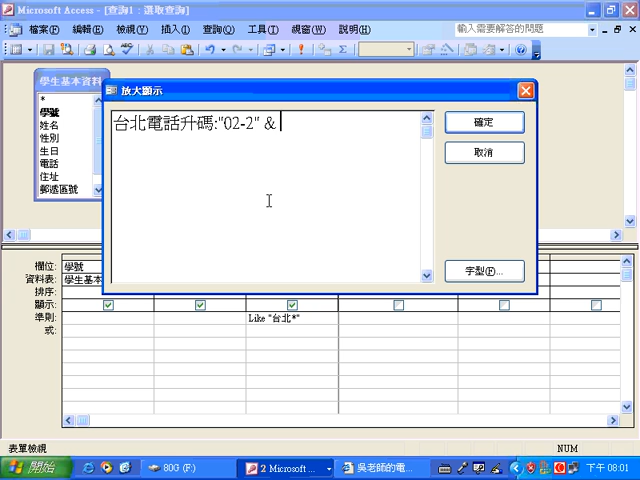 Microsoft Access - [查詢1 : 選取查詢]
檔案(F) 編輯(E) 檢視(V) 插入(I) 查詢(Q) 工具(T) 視窗(W) 說明(H) 輸入需要解答的問題
學生基本資料
*
學號
姓名
性別
生日
電話
住址
郵遞區號
放大顯示
台北電話升碼:"02-2" &
確定
取消
字型(F)...
欄位: 學號
資料表: 學生基本
排序:
顯示:
準則: Like "台北*"
或:
表單檢視 NUM
開始 80G (F:) 2 Microsoft ... 吳老師的電... 下午 08:01